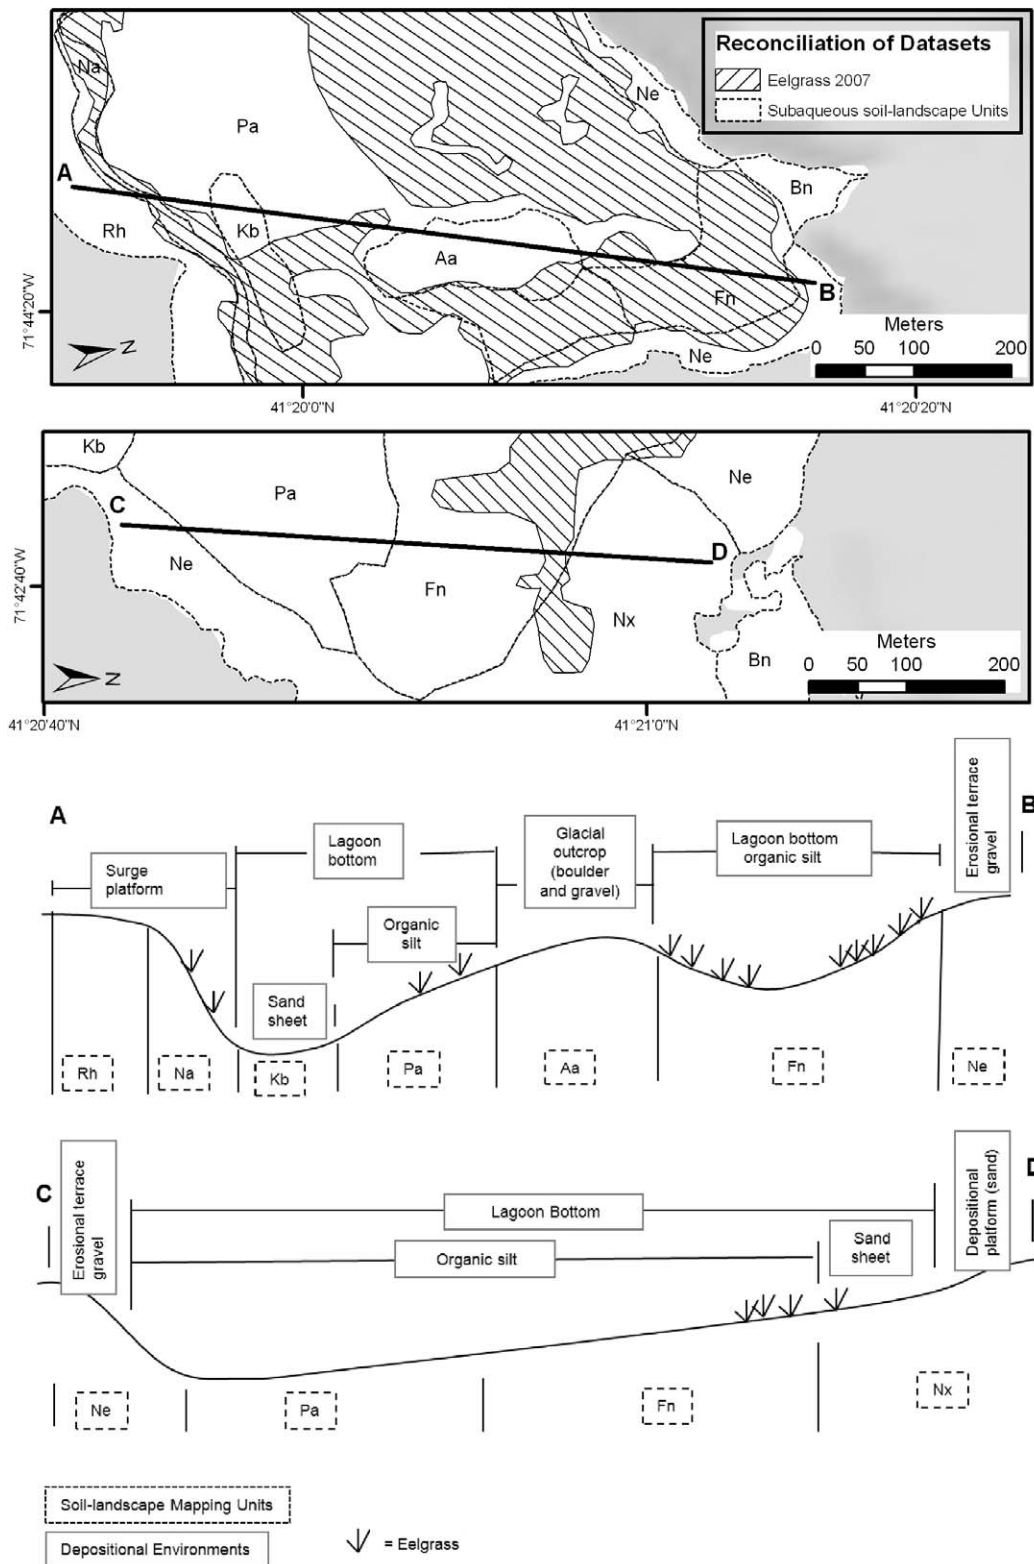 Reconciliation of Datasets
Eelgrass 2007
Subaqueous soil-landscape Units
Na
Ne
Pa
Bn
A
Rh
Kb
Aa
B
Fn
71°44'20"W
N
Ne
Meters
0 50 100 200
41°20'0"N
41°20'20"N
Kb
Ne
Pa
C
D
Ne
Fn
71°42'40"W
Nx
Meters
Bn
0 50 100 200
N
41°20'40"N
41°21'0"N
A
B
Erosional terrace
gravel
Lagoon
bottom
Glacial
outcrop
(boulder
and gravel)
Lagoon bottom
organic silt
Surge
platform
Organic
silt
Sand
sheet
Rh
Na
Kb
Pa
Aa
Fn
Ne
C
D
Erosional terrace
gravel
Depositional
platform (sand)
Lagoon Bottom
Organic silt
Sand
sheet
Ne
Pa
Fn
Nx
Soil-landscape Mapping Units
Depositional Environments
= Eelgrass